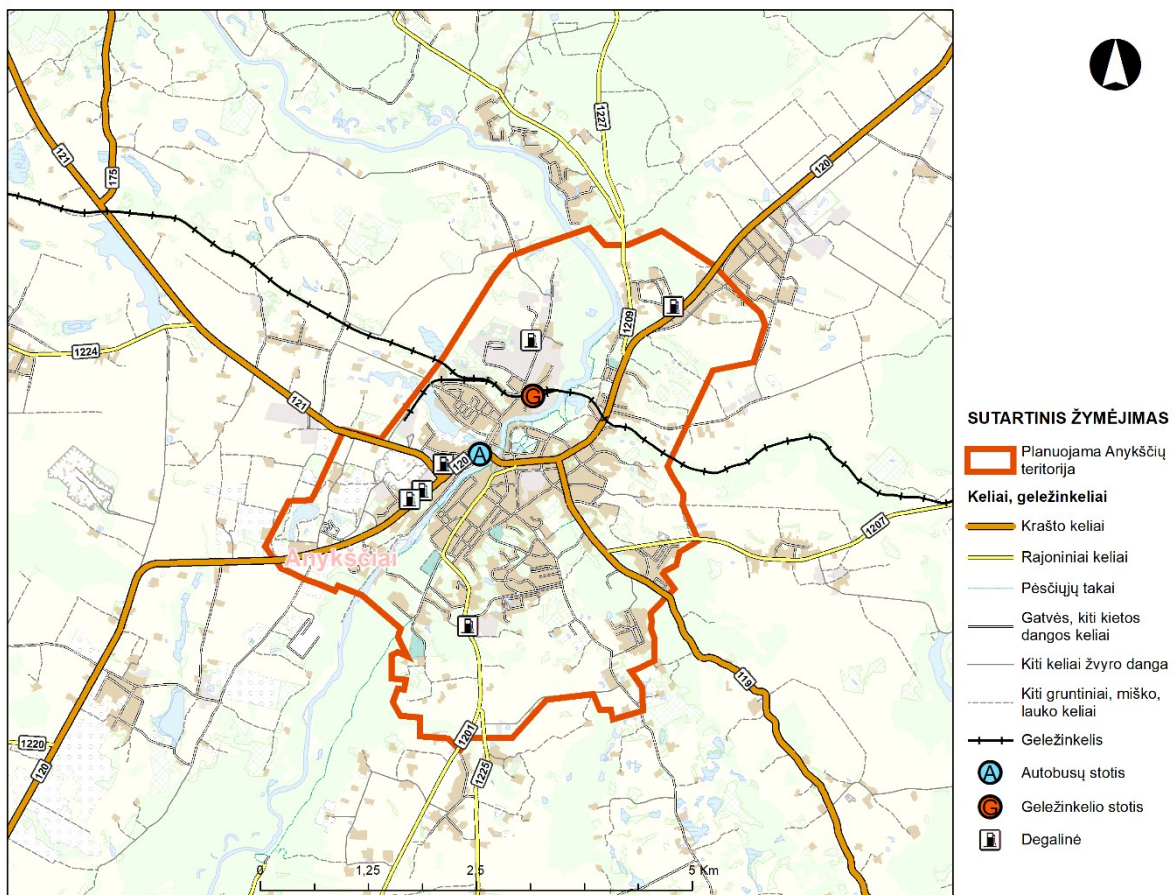 121
175
1227
120
1224
1209
121
120
1207
Anykščiai
119
1220
120
1201
1225
0
1,25
2,5
5 Km
A
G
SUTARTINIS ŽYMĖJIMAS
Planuojama Anykščių
teritorija
Keliai, geležinkeliai
Krašto keliai
Rajoniniai keliai
Pėsčiųjų takai
Gatvės, kiti kietos
dangos keliai
Kiti keliai žvyro danga
Kiti gruntiniai, miško,
lauko keliai
Geležinkelis
A
Autobusų stotis
G
Geležinkelio stotis
Degalinė